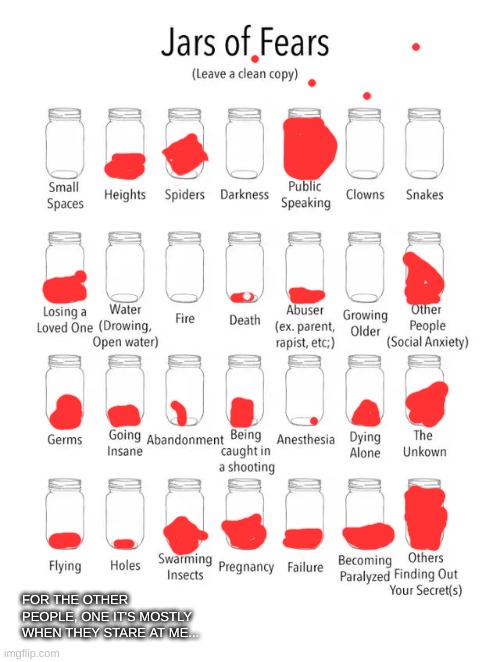 Jars of Fears
(Leave a clean copy)
Small
Spaces
Heights
Spiders
Darkness
Public
Speaking
Clowns
Snakes
Losing a
Loved One
Water
(Drowing,
Open water)
Fire
Death
Abuser
(ex. parent,
rapist, etc;)
Growing
Older
Other
People
(Social Anxiety)
Germs
Going
Insane
Abandonment
Being
caught in
a shooting
Anesthesia
Dying
Alone
The
Unkown
Flying
Holes
Swarming
Insects
Pregnancy
Failure
Becoming
Paralyzed
Others
Finding Out
Your Secret(s)
FOR THE OTHER
PEOPLE, ONE IT'S MOSTLY
WHEN THEY STARE AT ME...
imgflip.com